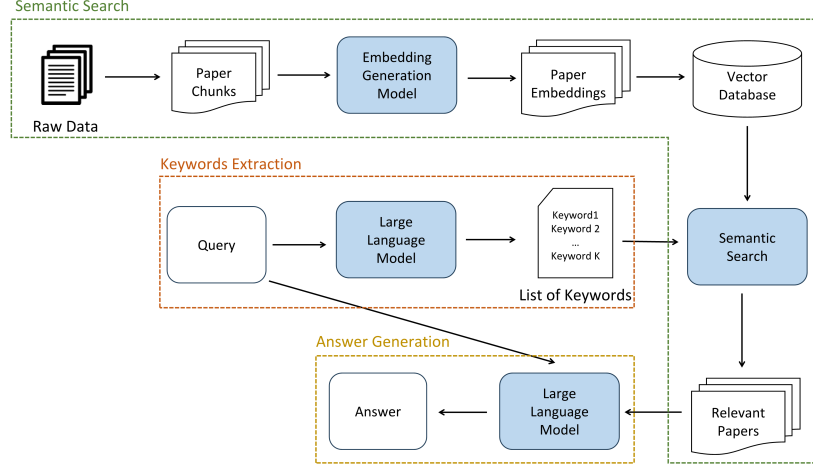 Semantic Search
Paper
Chunks
Embedding
Generation
Model
Paper
Embeddings
Vector
Database
Raw Data
Keywords Extraction
Query
Large
Language
Model
Keyword1
Keyword 2
...
Keyword K
List of Keywords
Semantic
Search
Answer Generation
Answer
Large
Language
Model
Relevant
Papers